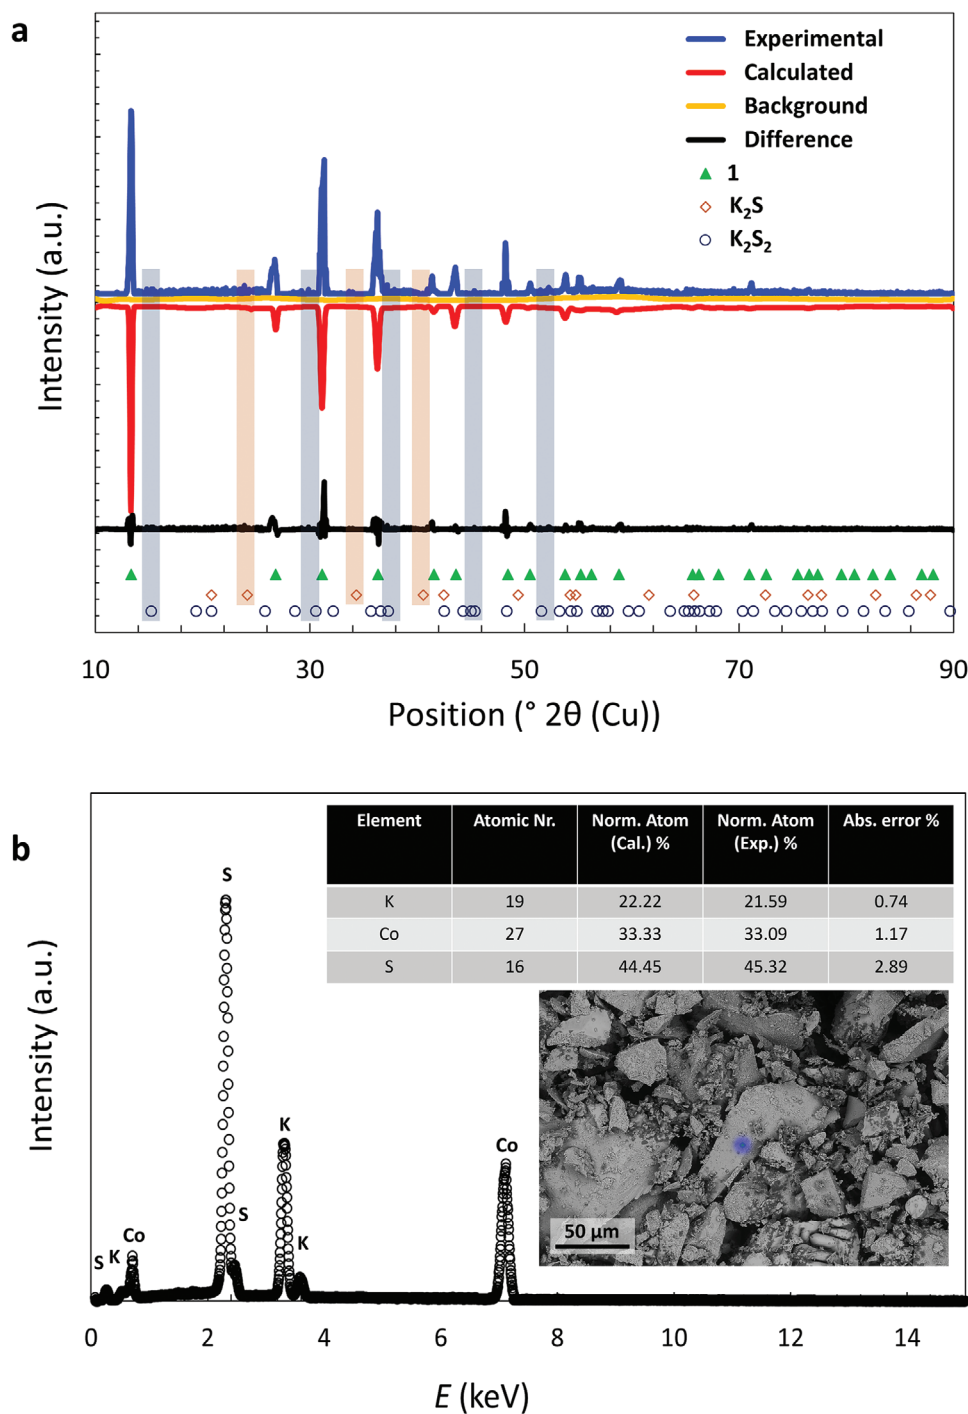 a
Experimental
Calculated
Background
Difference
1
K₂S
K₂S₂
Intensity (a.u.)
10 30 50 70 90
Position (° 2θ (Cu))
b
Element Atomic Nr. Norm. Atom (Cal.) % Norm. Atom (Exp.) % Abs. error %
K 19 22.22 21.59 0.74
Co 27 33.33 33.09 1.17
S 16 44.45 45.32 2.89
S
K
Co
S
S
K
K
Co
50 µm
Intensity (a.u.)
0 2 4 6 8 10 12 14
E (keV)